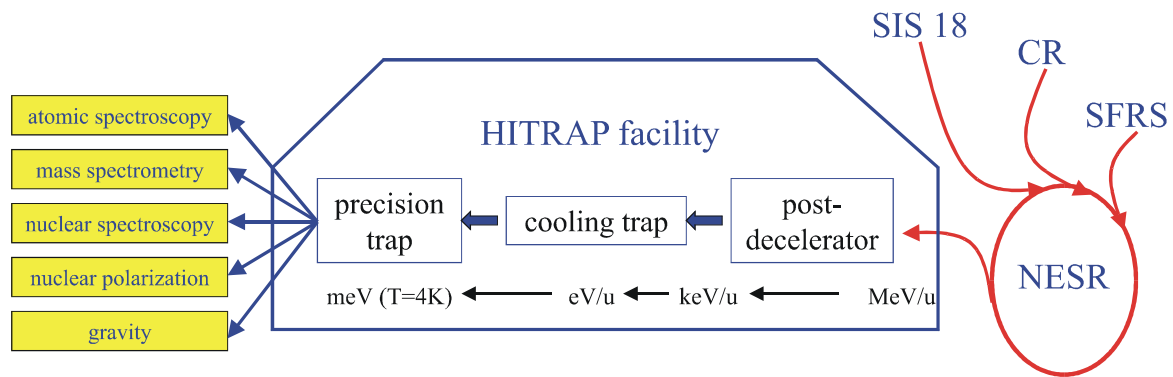 SIS 18
CR
SFRS
HITRAP facility
atomic spectroscopy
mass spectrometry
nuclear spectroscopy
nuclear polarization
gravity
precision
trap
cooling trap
post-
decelerator
NESR
meV (T=4K)
eV/u
keV/u
MeV/u